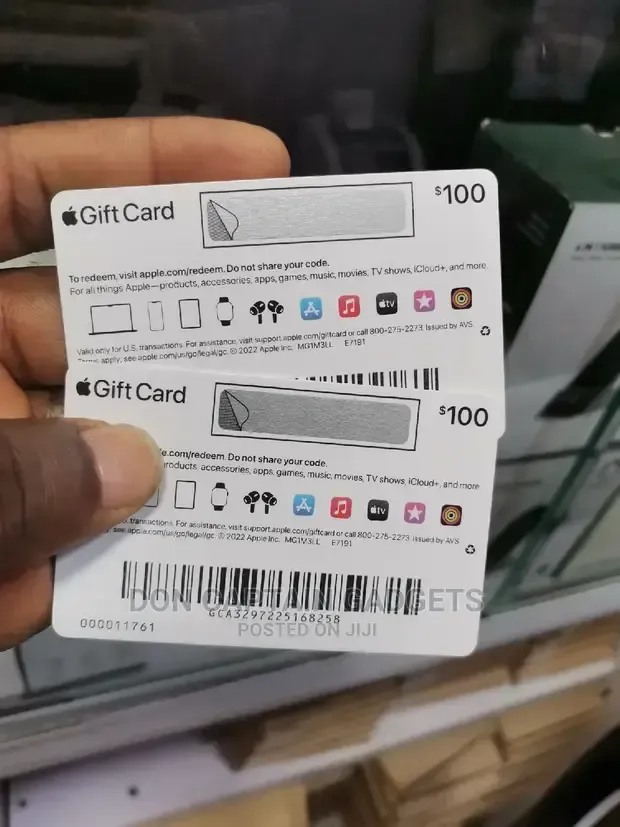 Gift Card
$100
To redeem, visit apple.com/redeem. Do not share your code.
For all things Apple—products, accessories, apps, games, music, movies, TV shows, iCloud+, and more
tv
Valid only for U.S. transactions. For assistance, visit support.apple.com/giftcard or call 800-275-2273. Issued by AVS.
apply; see apple.com/us/go/legal/gc. © 2022 Apple Inc. MG1M3LL E7191
Gift Card
$100
.com/redeem. Do not share your code.
products, accessories, apps, games, music, movies, TV shows, iCloud+, and more
tv
transactions. For assistance, visit support.apple.com/giftcard or call 800-275-2273. Issued by AVS.
see apple.com/us/go/legal/gc. © 2022 Apple Inc. MG1M3LL E7191
DON CAPTAIN GADGETS
GCA3297225168258
000011761
POSTED ON JIJI